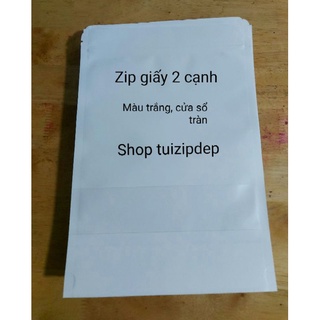 Zip giấy 2 cạnh
Màu trắng, cửa sổ
tràn
Shop tuizipdep